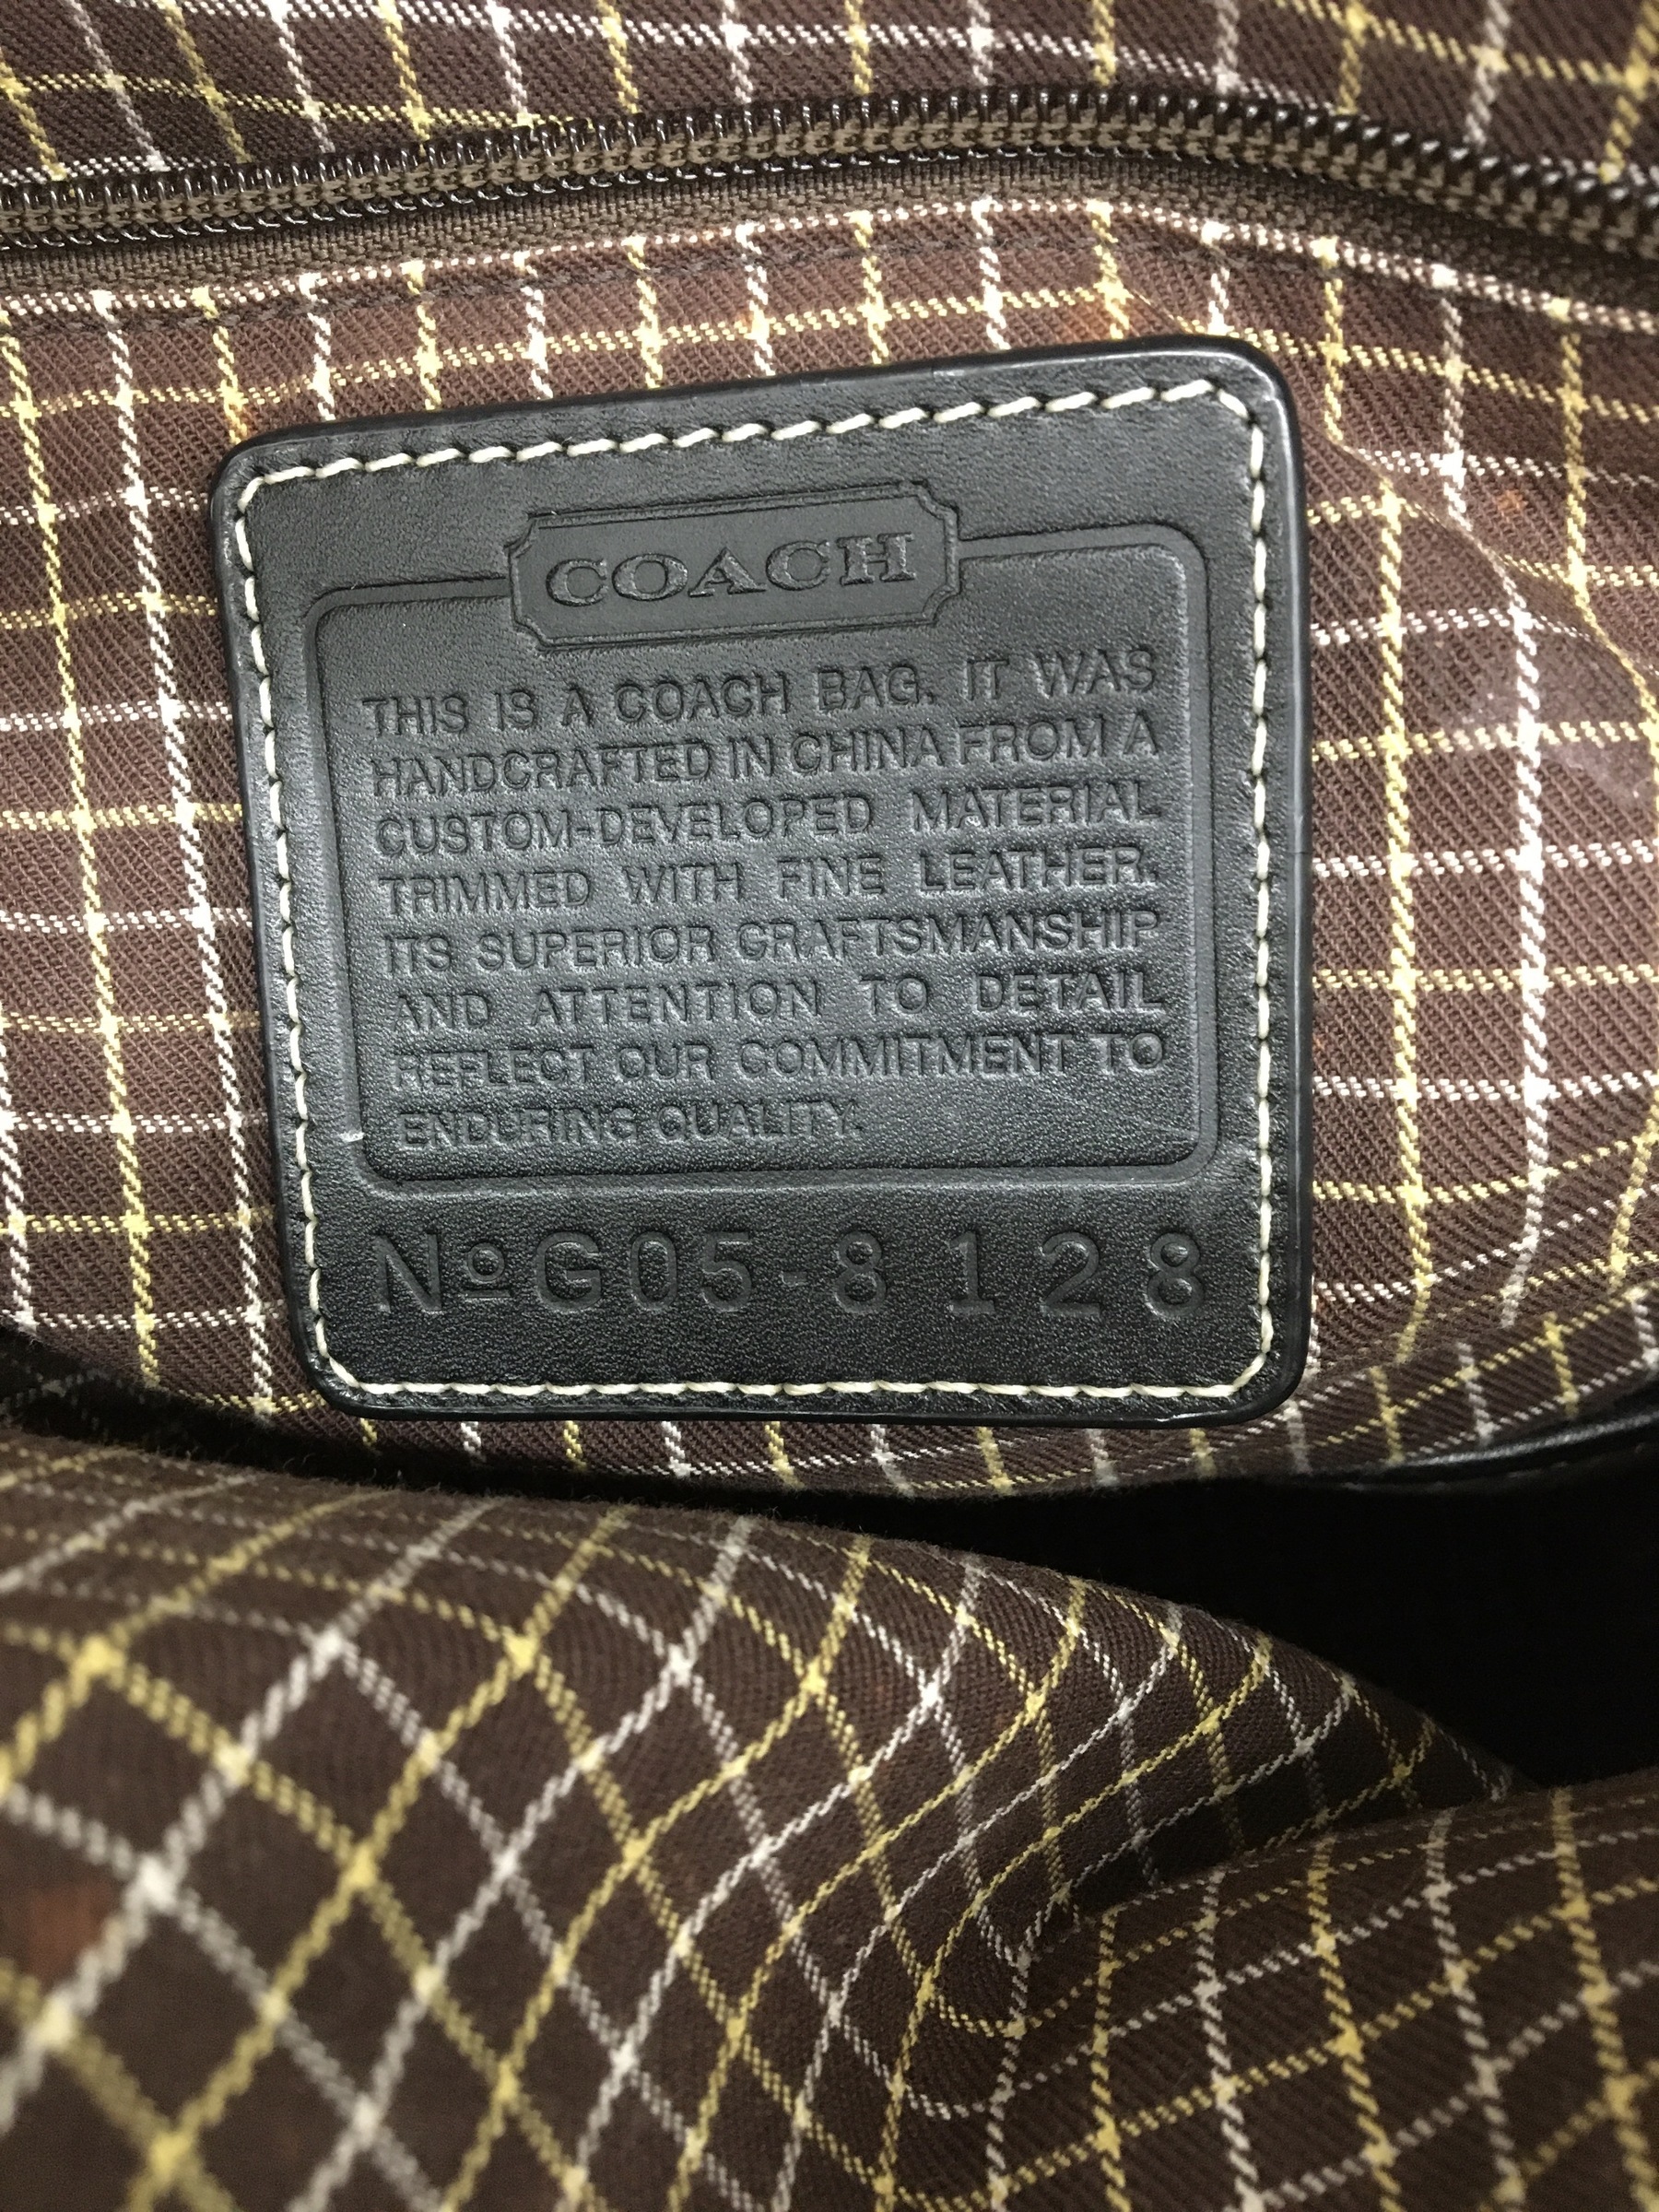 COACH
THIS IS A COACH BAG. IT WAS
HANDCRAFTED IN CHINA FROM A
CUSTOM-DEVELOPED MATERIAL
TRIMMED WITH FINE LEATHER.
ITS SUPERIOR CRAFTSMANSHIP
AND ATTENTION TO DETAIL
REFLECT OUR COMMITMENT TO
ENDURING QUALITY.
Nº G05-8128